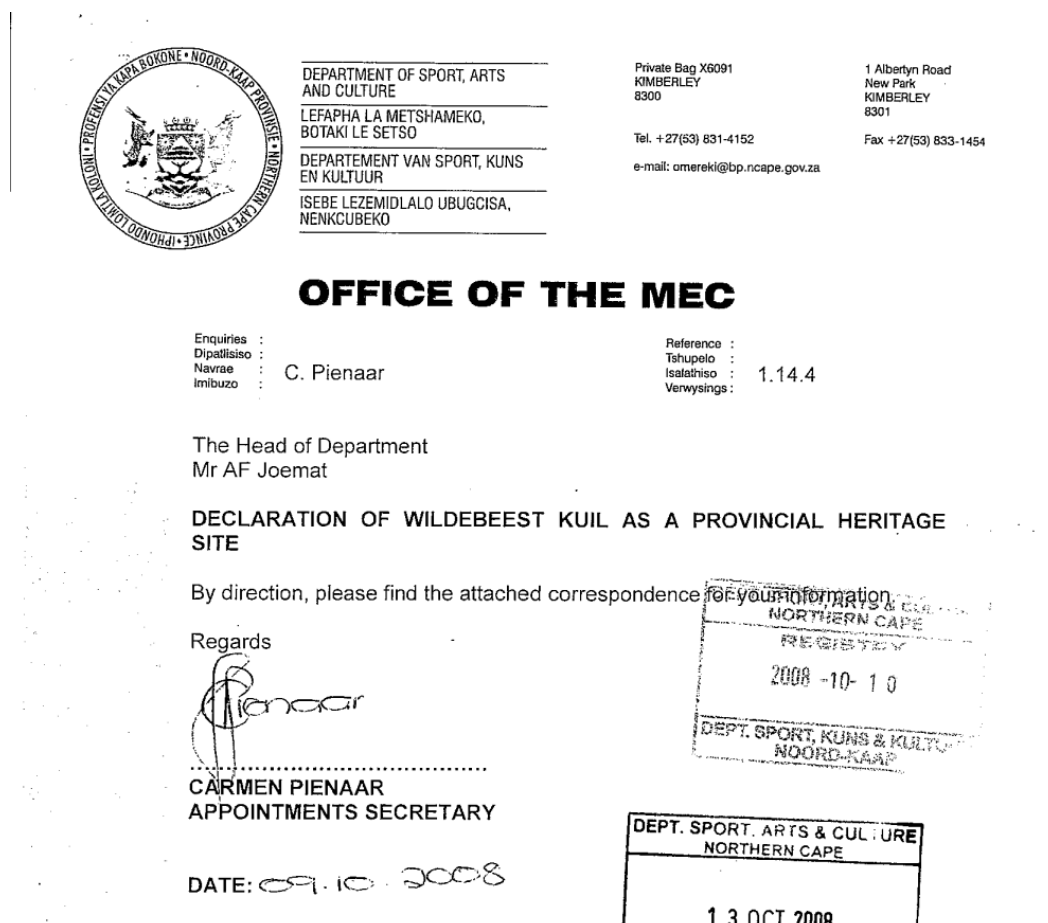 PROFENSI YA KAPA BOKONE • NOORD-KAAP PROVINSIE • NORTHERN CAPE PROVINCE • IPHONDO LOMTLA KOLONI •
DEPARTMENT OF SPORT, ARTS
AND CULTURE
LEFAPHA LA METSHAMEKO,
BOTAKI LE SETSO
DEPARTEMENT VAN SPORT, KUNS
EN KULTUUR
ISEBE LEZEMIDLALO UBUGCISA,
NENKCUBEKO
Private Bag X6091
KIMBERLEY
8300
Tel. +27(53) 831-4152
e-mail: omereki@bp.ncape.gov.za
1 Albertyn Road
New Park
KIMBERLEY
8301
Fax +27(53) 833-1454
OFFICE OF THE MEC
Enquiries :
Dipatlisiso :
Navrae : C. Pienaar
Imibuzo :
Reference :
Tshupelo :
Isalathiso : 1.14.4
Verwysings :
The Head of Department
Mr AF Joemat
DECLARATION OF WILDEBEEST KUIL AS A PROVINCIAL HERITAGE
SITE
By direction, please find the attached correspondence for your information.
Regards
Pienaar
CARMEN PIENAAR
APPOINTMENTS SECRETARY
DATE: 09.10.2008
ARTS &
NORTHERN CAPE
REGISTRY
2008 -10- 10
DEPT. SPORT, KUNS &
NOORD-KAAP
DEPT. SPORT, ARTS & CULTURE
NORTHERN CAPE
13 OCT 2008